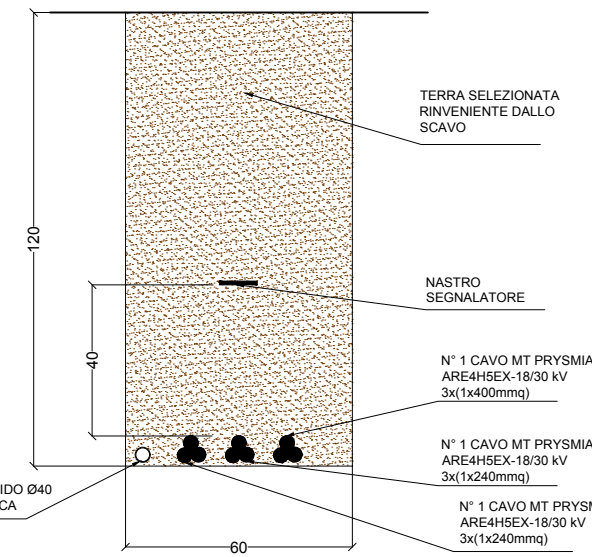 TERRA SELEZIONATA
RINVENIENTE DALLO
SCAVO
120
NASTRO
SEGNALATORE
40
N° 1 CAVO MT PRYSMIA
ARE4H5EX-18/30 kV
3x(1x400mmq)
N° 1 CAVO MT PRYSMIA
ARE4H5EX-18/30 kV
3x(1x240mmq)
IDO Ø40
CA
N° 1 CAVO MT PRYSM
ARE4H5EX-18/30 kV
3x(1x240mmq)
60